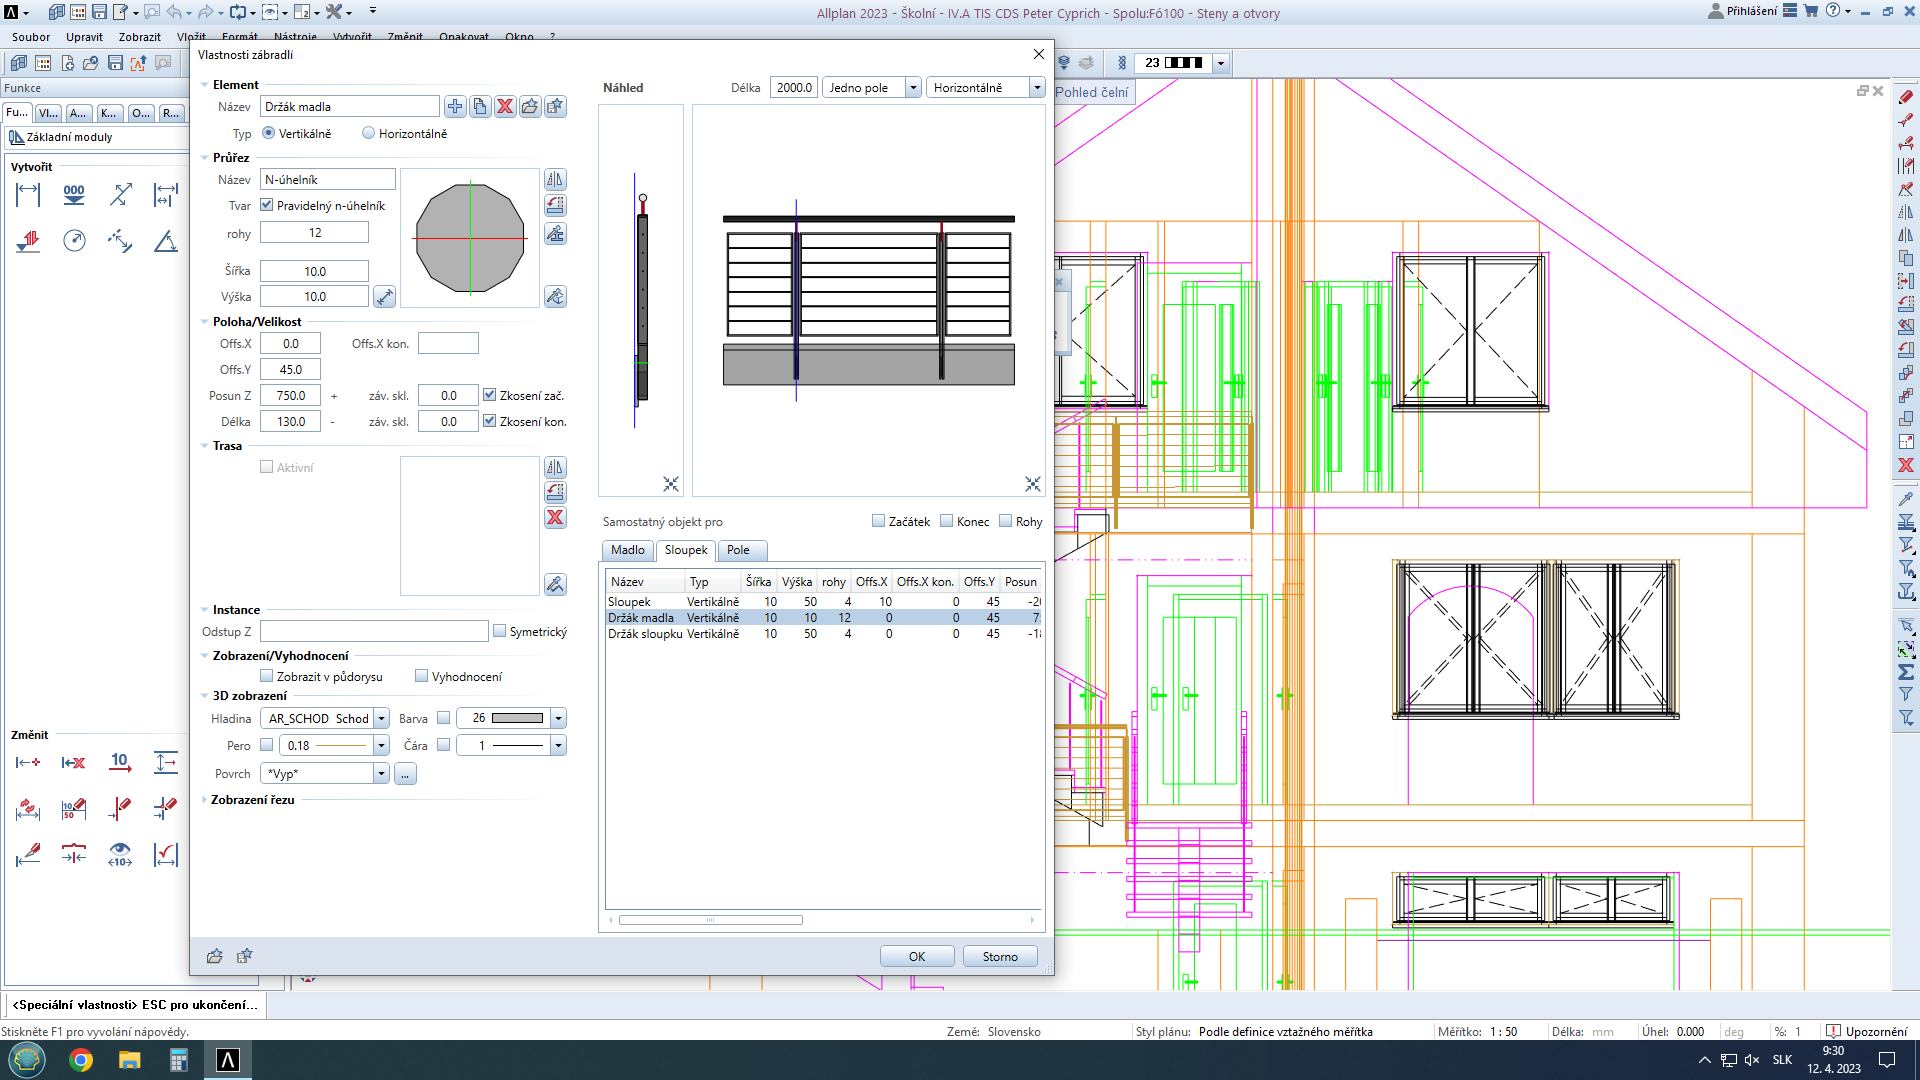 Allplan 2023 - Školní - IV.A TIS CDS Peter Cyprich - Spolu:Fó100 - Steny a otvory
Přihlášení
Soubor Upravit Zobrazit Vložit Formát Nástroje Vytvořit Změnit Opakovat Okno ?
23
Funkce
Fu... Vl... A... K... O... R...
Základní moduly
Vytvořit
Změnit
Vlastnosti zábradlí
Element
Název Držák madla
Typ Vertikálně Horizontálně
Průřez
Název N-úhelník
Tvar Pravidelný n-úhelník
rohy 12
Šířka 10.0
Výška 10.0
Poloha/Velikost
Offs.X 0.0 Offs.X kon.
Offs.Y 45.0
Posun Z 750.0 + záv. skl. 0.0 Zkosení zač.
Délka 130.0 - záv. skl. 0.0 Zkosení kon.
Trasa
Aktivní
Instance
Odstup Z Symetrický
Zobrazení/Vyhodnocení
Zobrazit v půdorysu Vyhodnocení
3D zobrazení
Hladina AR_SCHOD Schod Barva 26
Pero 0.18 Čára 1
Povrch *Vyp* ...
Zobrazení řezu
Náhled Délka 2000.0 Jedno pole Horizontálně
Samostatný objekt pro Začátek Konec Rohy
Madlo Sloupek Pole
Název Typ Šířka Výška rohy Offs.X Offs.X kon. Offs.Y Posun
Sloupek Vertikálně 10 50 4 10 0 45
Držák madla Vertikálně 10 10 12 0 0 45
Držák sloupku Vertikálně 10 50 4 0 0 45
OK Storno
Pohled čelní
<Speciální vlastnosti> ESC pro ukončení...
Stiskněte F1 pro vyvolání nápovědy.
Země: Slovensko
Styl plánu: Podle definice vztažného měřítka
Měřítko: 1 : 50
Délka: mm
Úhel: 0.000 deg
%: 1
Upozornění
SLK
9:30
12. 4. 2023